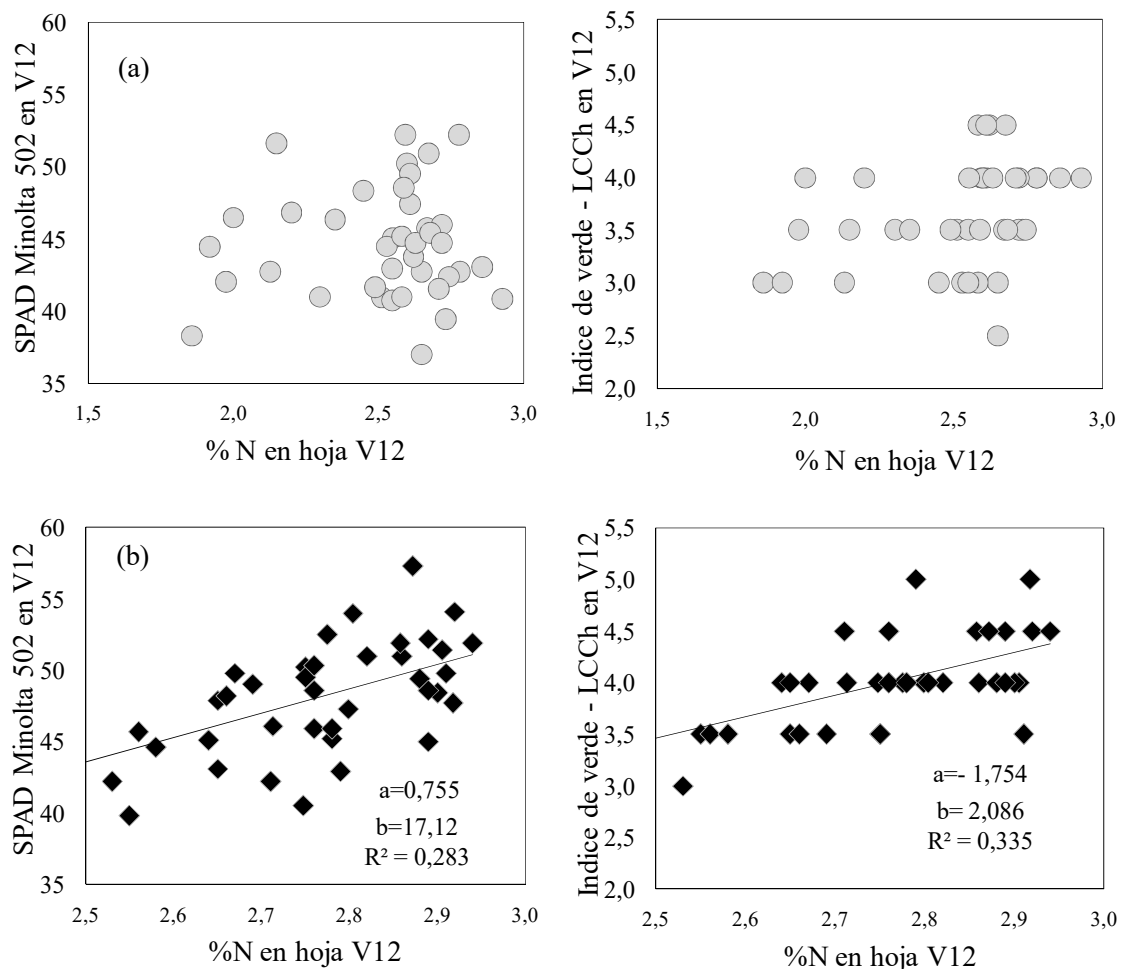 SPAD Minolta 502 en V12
60
55
50
45
40
35
(a)
1,5 2,0 2,5 3,0
% N en hoja V12
Indice de verde - LCCh en V12
5,5
5,0
4,5
4,0
3,5
3,0
2,5
2,0
1,5 2,0 2,5 3,0
% N en hoja V12
SPAD Minolta 502 en V12
60
55
50
45
40
35
(b)
a=0,755
b=17,12
R² = 0,283
2,5 2,6 2,7 2,8 2,9 3,0
%N en hoja V12
Indice de verde - LCCh en V12
5,5
5,0
4,5
4,0
3,5
3,0
2,5
2,0
a=- 1,754
b= 2,086
R² = 0,335
2,5 2,6 2,7 2,8 2,9 3,0
%N en hoja V12